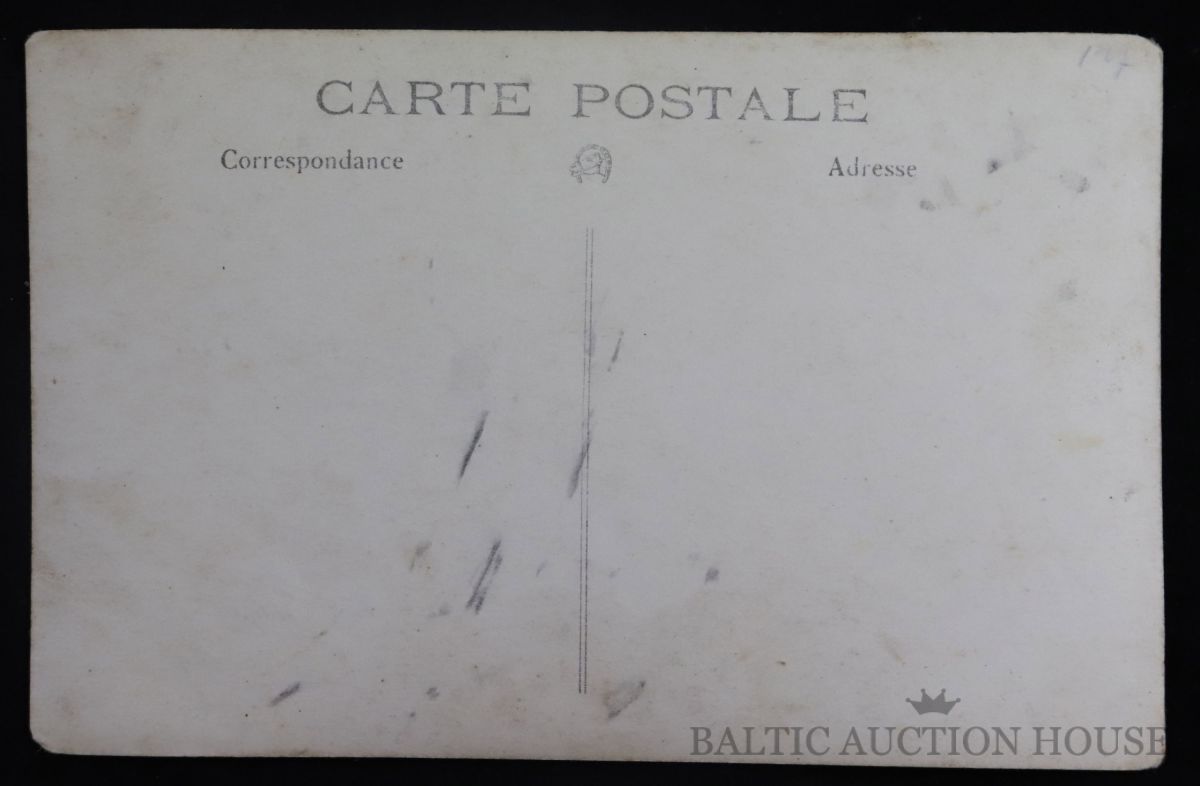 CARTE POSTALE
Correspondance
Adresse
BALTIC AUCTION HOUSE